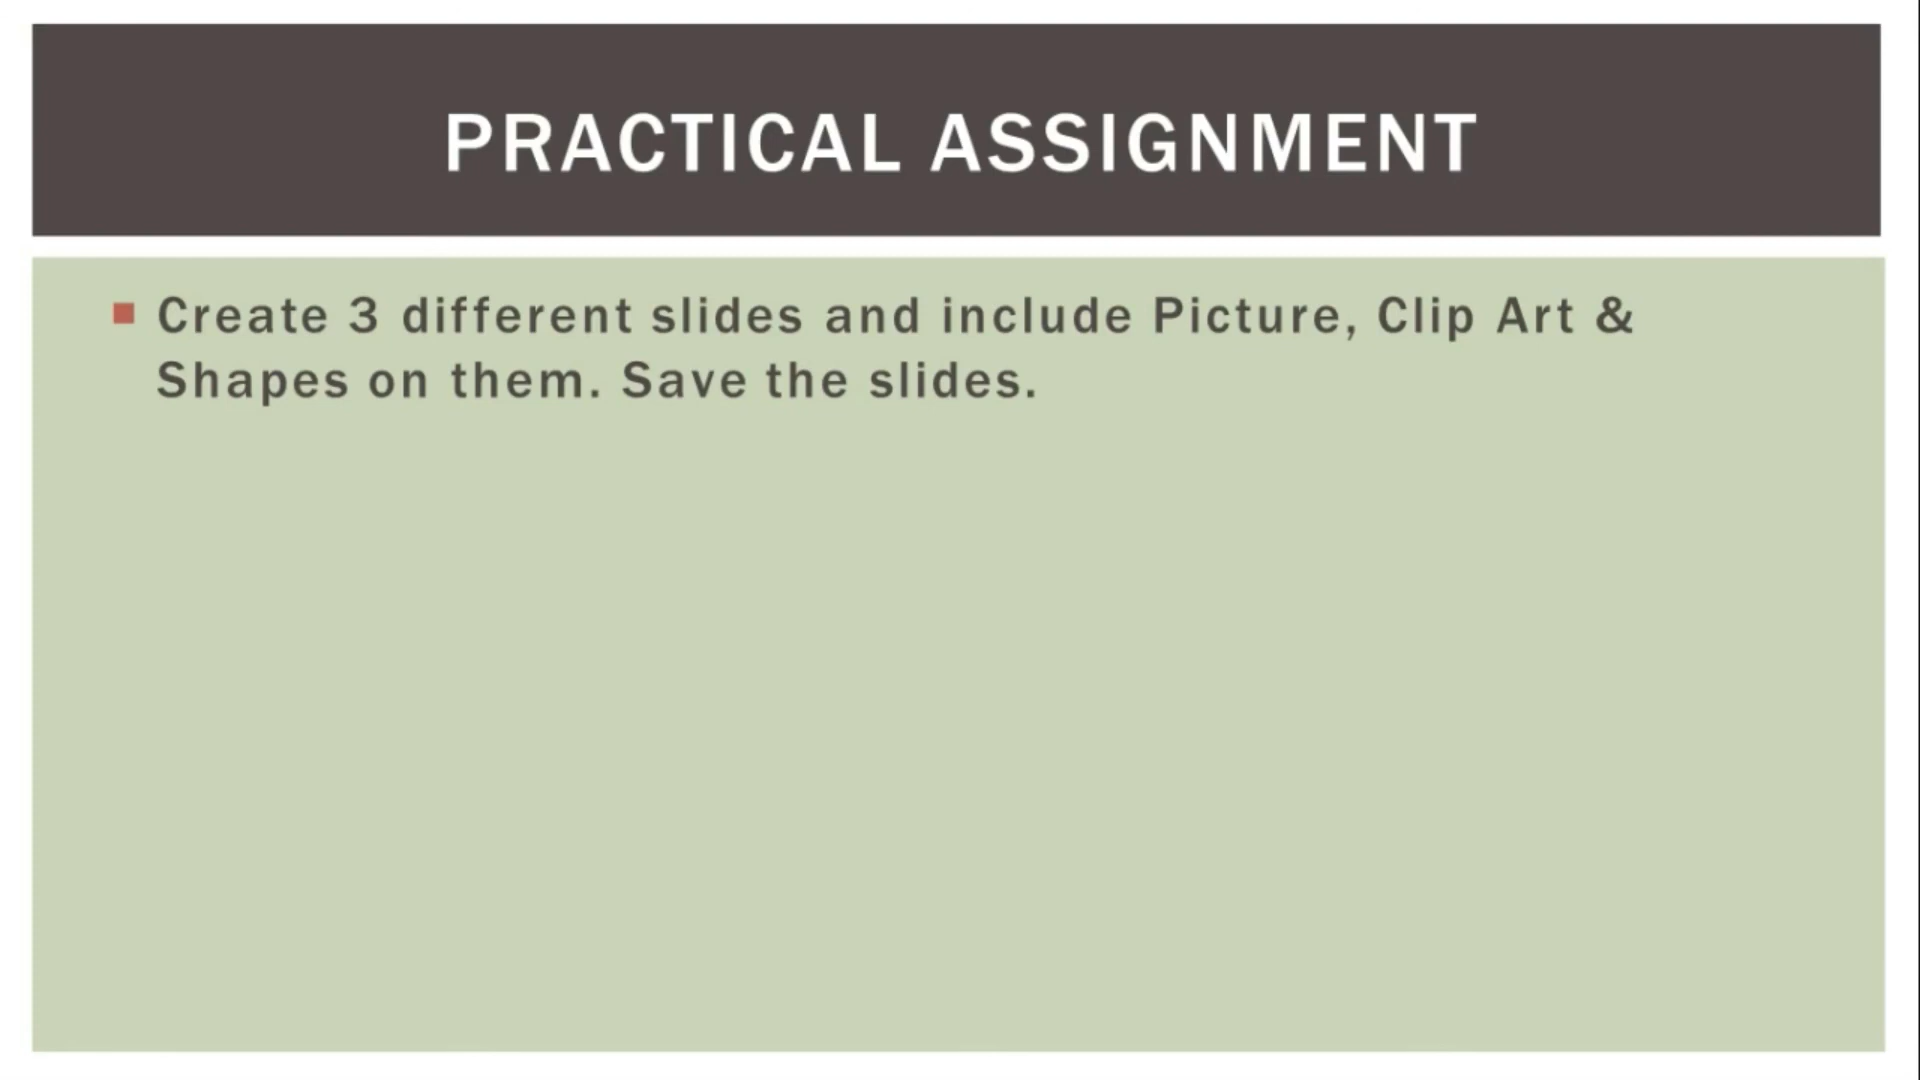 PRACTICAL ASSIGNMENT
Create 3 different slides and include Picture, Clip Art &
Shapes on them. Save the slides.